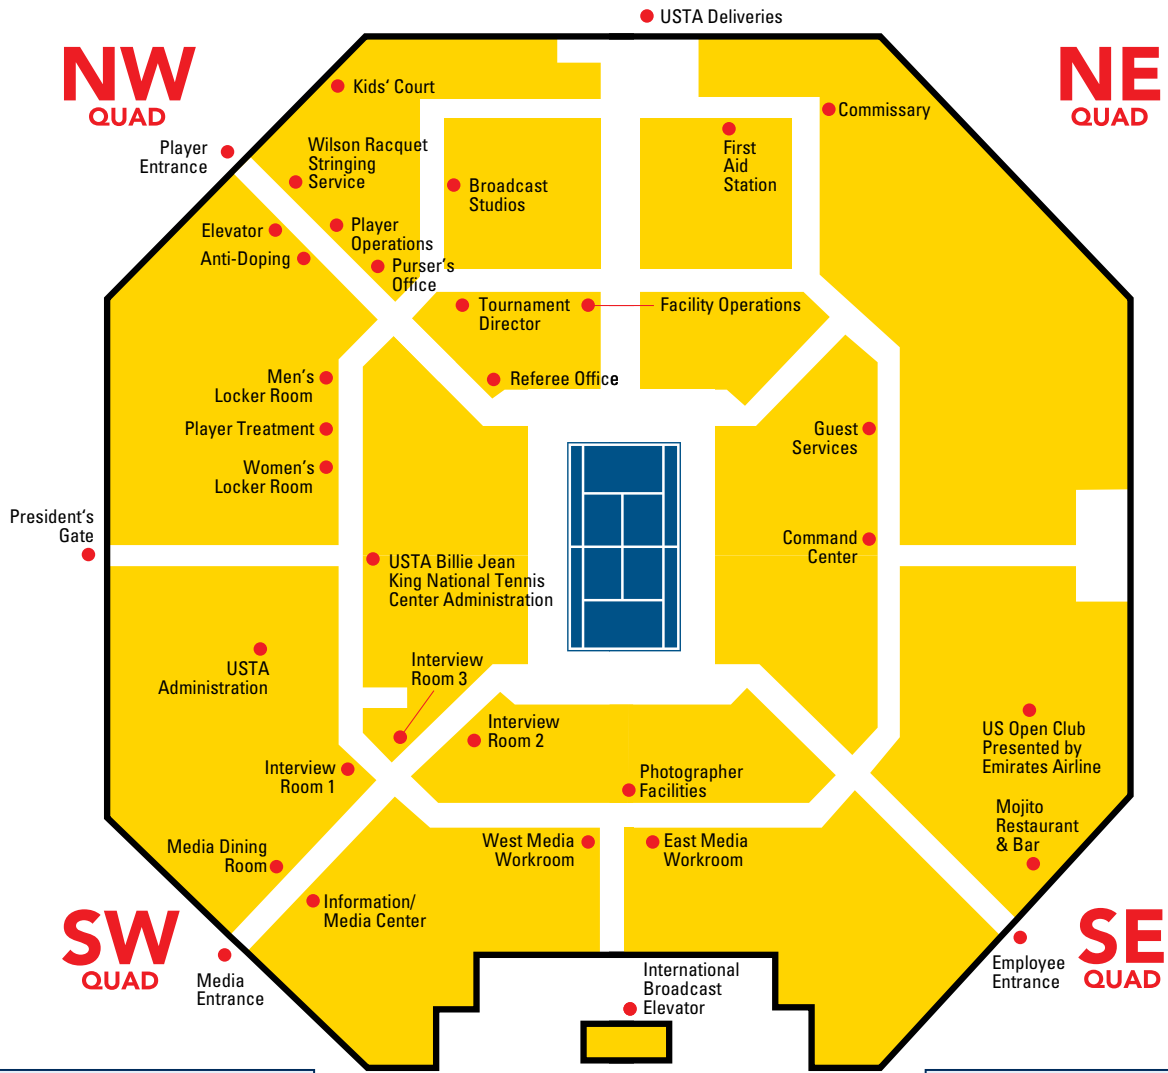 USTA Deliveries
NW
QUAD
NE
QUAD
Kids‘ Court
Commissary
Player
Entrance
Wilson Racquet
Stringing
Service
First
Aid
Station
Broadcast
Studios
Elevator
Player
Operations
Anti-Doping
Purser‘s
Office
Tournament
Director
Facility Operations
Men‘s
Locker Room
Referee Office
Player Treatment
Guest
Services
Women‘s
Locker Room
President‘s
Gate
Command
Center
USTA Billie Jean
King National Tennis
Center Administration
USTA
Administration
Interview
Room 3
Interview
Room 2
US Open Club
Presented by
Emirates Airline
Interview
Room 1
Photographer
Facilities
Mojito
Restaurant
& Bar
Media Dining
Room
West Media
Workroom
East Media
Workroom
Information/
Media Center
SW
QUAD
SE
QUAD
Media
Entrance
International
Broadcast
Elevator
Employee
Entrance